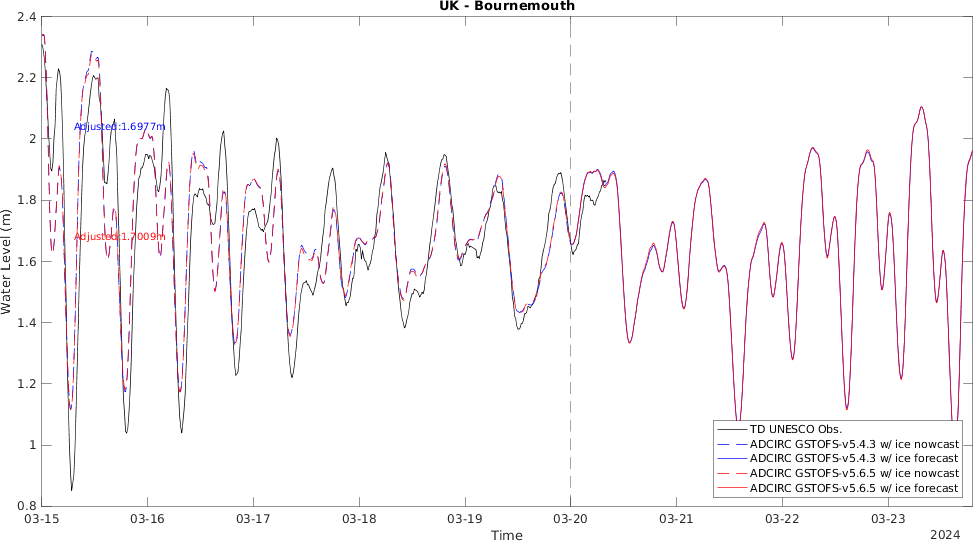 UK - Bournemouth
2.4
2.2
2
1.8
1.6
1.4
1.2
1
0.8
Water Level (m)
Adjusted:1.6977m
Adjusted:1.7009m
TD UNESCO Obs.
ADCIRC GSTOFS-v5.4.3 w/ ice nowcast
ADCIRC GSTOFS-v5.4.3 w/ ice forecast
ADCIRC GSTOFS-v5.6.5 w/ ice nowcast
ADCIRC GSTOFS-v5.6.5 w/ ice forecast
03-15 03-16 03-17 03-18 03-19 03-20 03-21 03-22 03-23
Time
2024